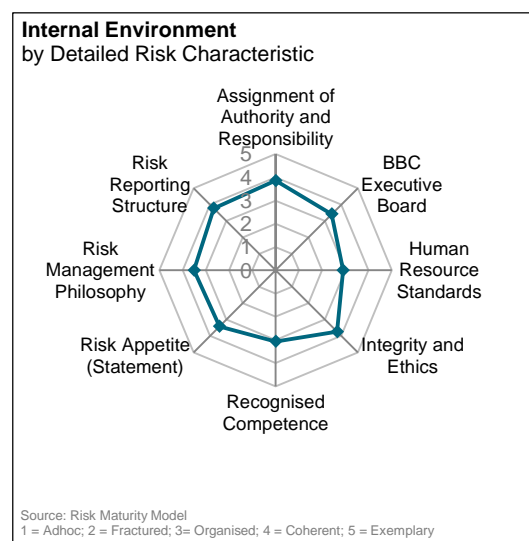 Internal Environment
by Detailed Risk Characteristic
Assignment of
Authority and
Responsibility
BBC
Executive
Board
Human
Resource
Standards
Integrity and
Ethics
Recognised
Competence
Risk Appetite
(Statement)
Risk
Management
Philosophy
Risk
Reporting
Structure
5
4
3
2
1
0
Source: Risk Maturity Model
1 = Adhoc; 2 = Fractured; 3= Organised; 4 = Coherent; 5 = Exemplary